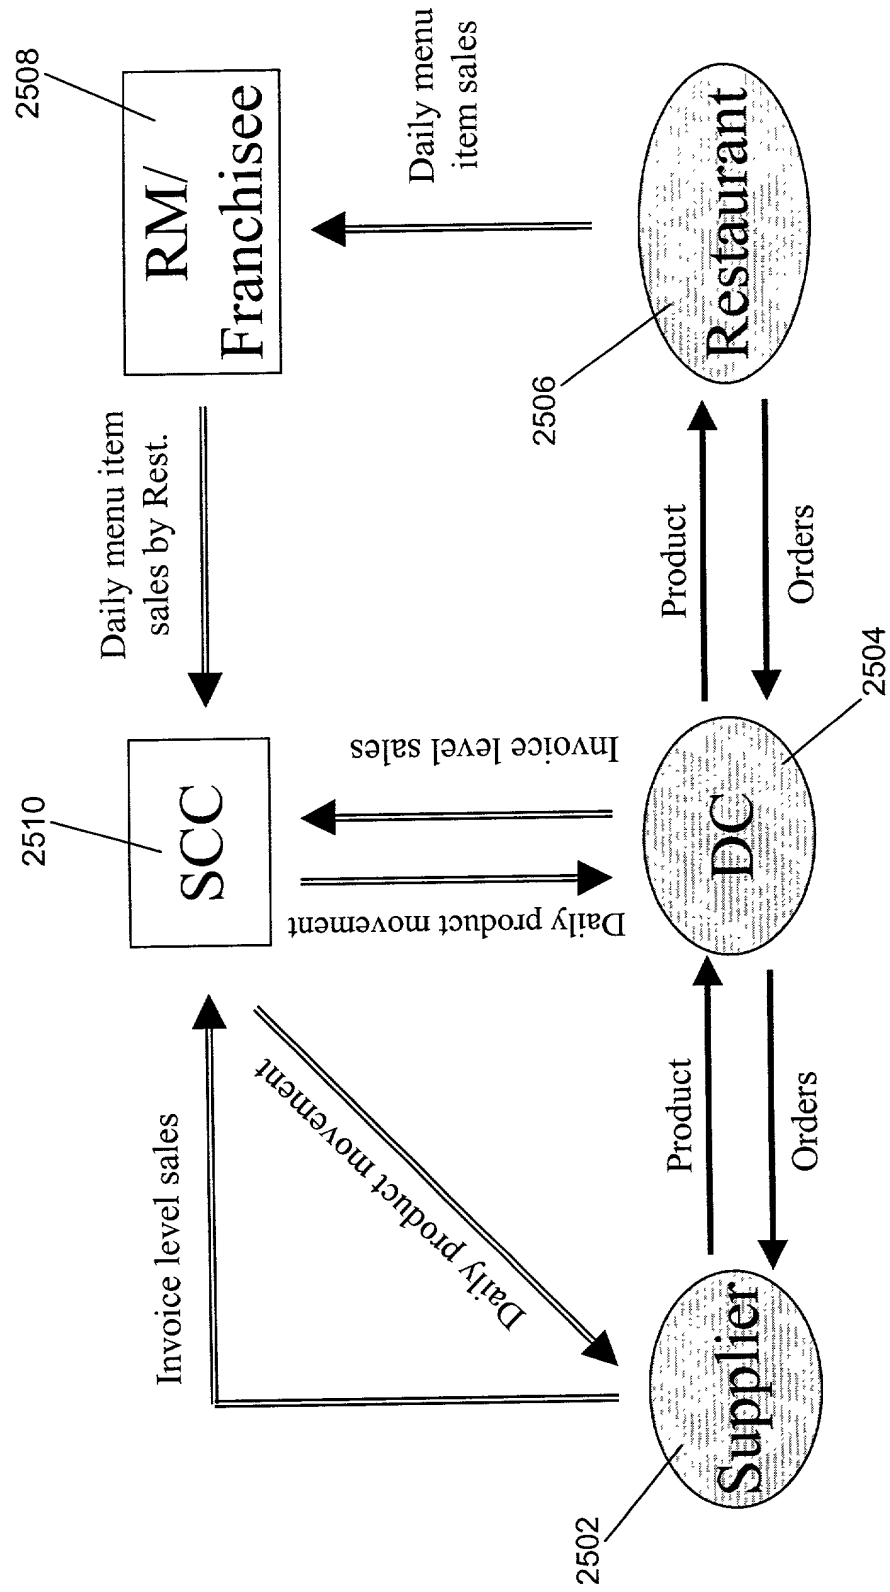 2510
SCC
Daily menu item
sales by Rest.
2508
RM/
Franchisee
Invoice level sales
Daily product movement
Daily product movement
Invoice level sales
Daily menu
item sales
2502
Supplier
Product
Orders
DC
2504
Product
Orders
2506
Restaurant